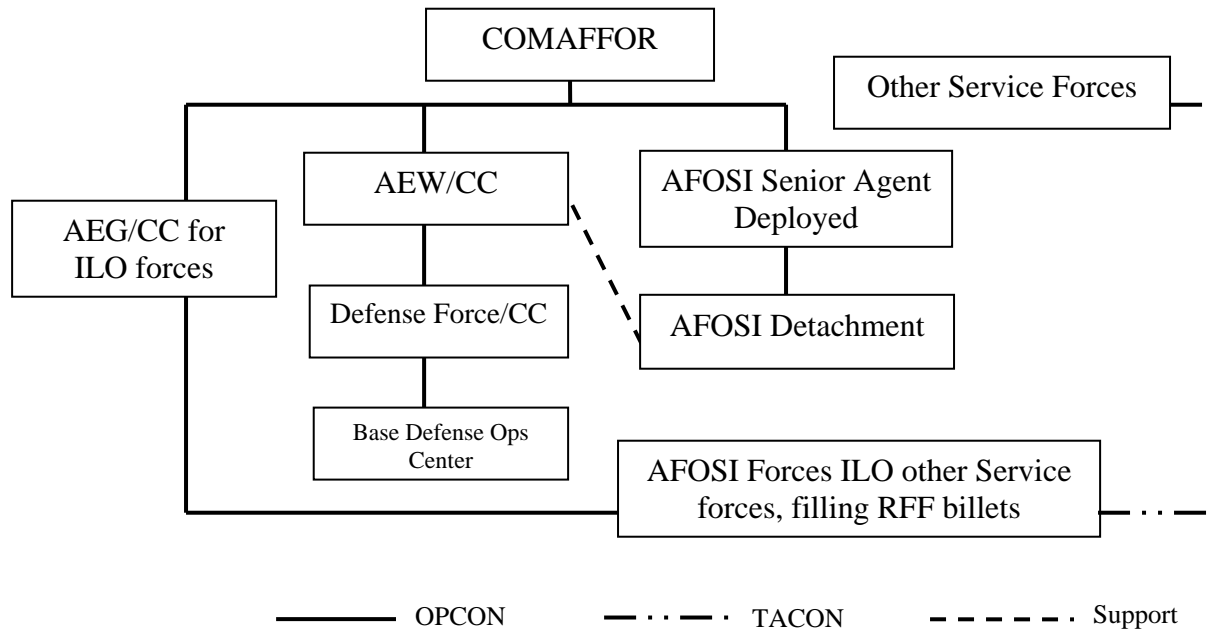 COMAFFOR
Other Service Forces
AEW/CC
AFOSI Senior Agent
Deployed
AEG/CC for
ILO forces
Defense Force/CC
AFOSI Detachment
Base Defense Ops
Center
AFOSI Forces ILO other Service
forces, filling RFF billets
OPCON
TACON
Support